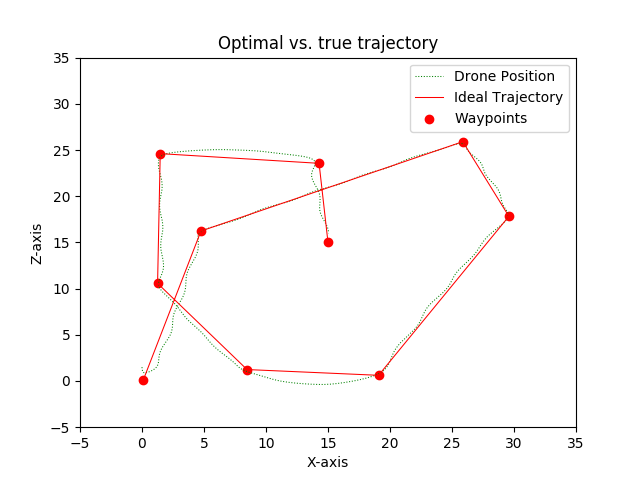 Optimal vs. true trajectory
Drone Position
Ideal Trajectory
Waypoints
Z-axis
35
30
25
20
15
10
5
0
−5
−5 0 5 10 15 20 25 30 35
X-axis